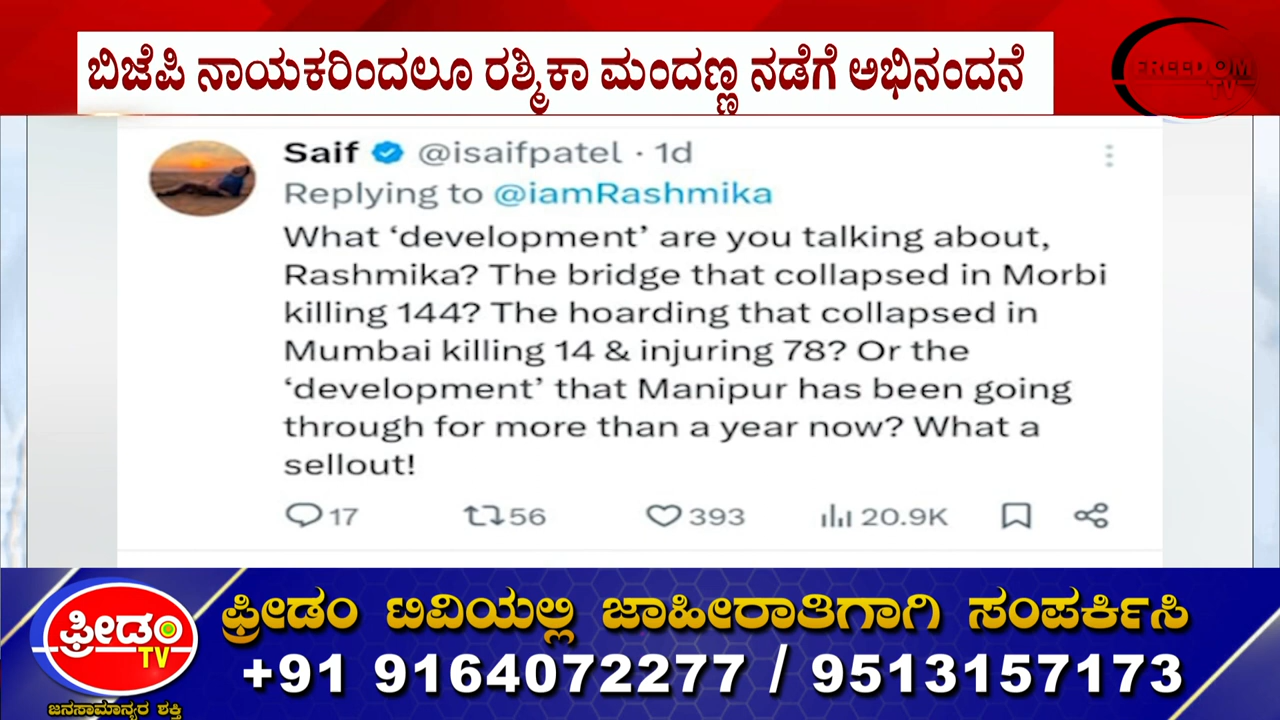 ಬಿಜೆಪಿ ನಾಯಕರಿಂದಲೂ ರಶ್ಮಿಕಾ ಮಂದಣ್ಣ ನಡೆಗೆ ಅಭಿನಂದನೆ
FREEDOM
TV
Saif @isaifpatel · 1d
Replying to @iamRashmika
What ‘development’ are you talking about,
Rashmika? The bridge that collapsed in Morbi
killing 144? The hoarding that collapsed in
Mumbai killing 14 & injuring 78? Or the
‘development’ that Manipur has been going
through for more than a year now? What a
sellout!
17 56 393 20.9K
ಫ್ರೀಡಂ
TV
ಜನಸಾಮಾನ್ಯರ ಶಕ್ತಿ
ಫ್ರೀಡಂ ಟಿವಿಯಲ್ಲಿ ಜಾಹೀರಾತಿಗಾಗಿ ಸಂಪರ್ಕಿಸಿ
+91 9164072277 / 9513157173